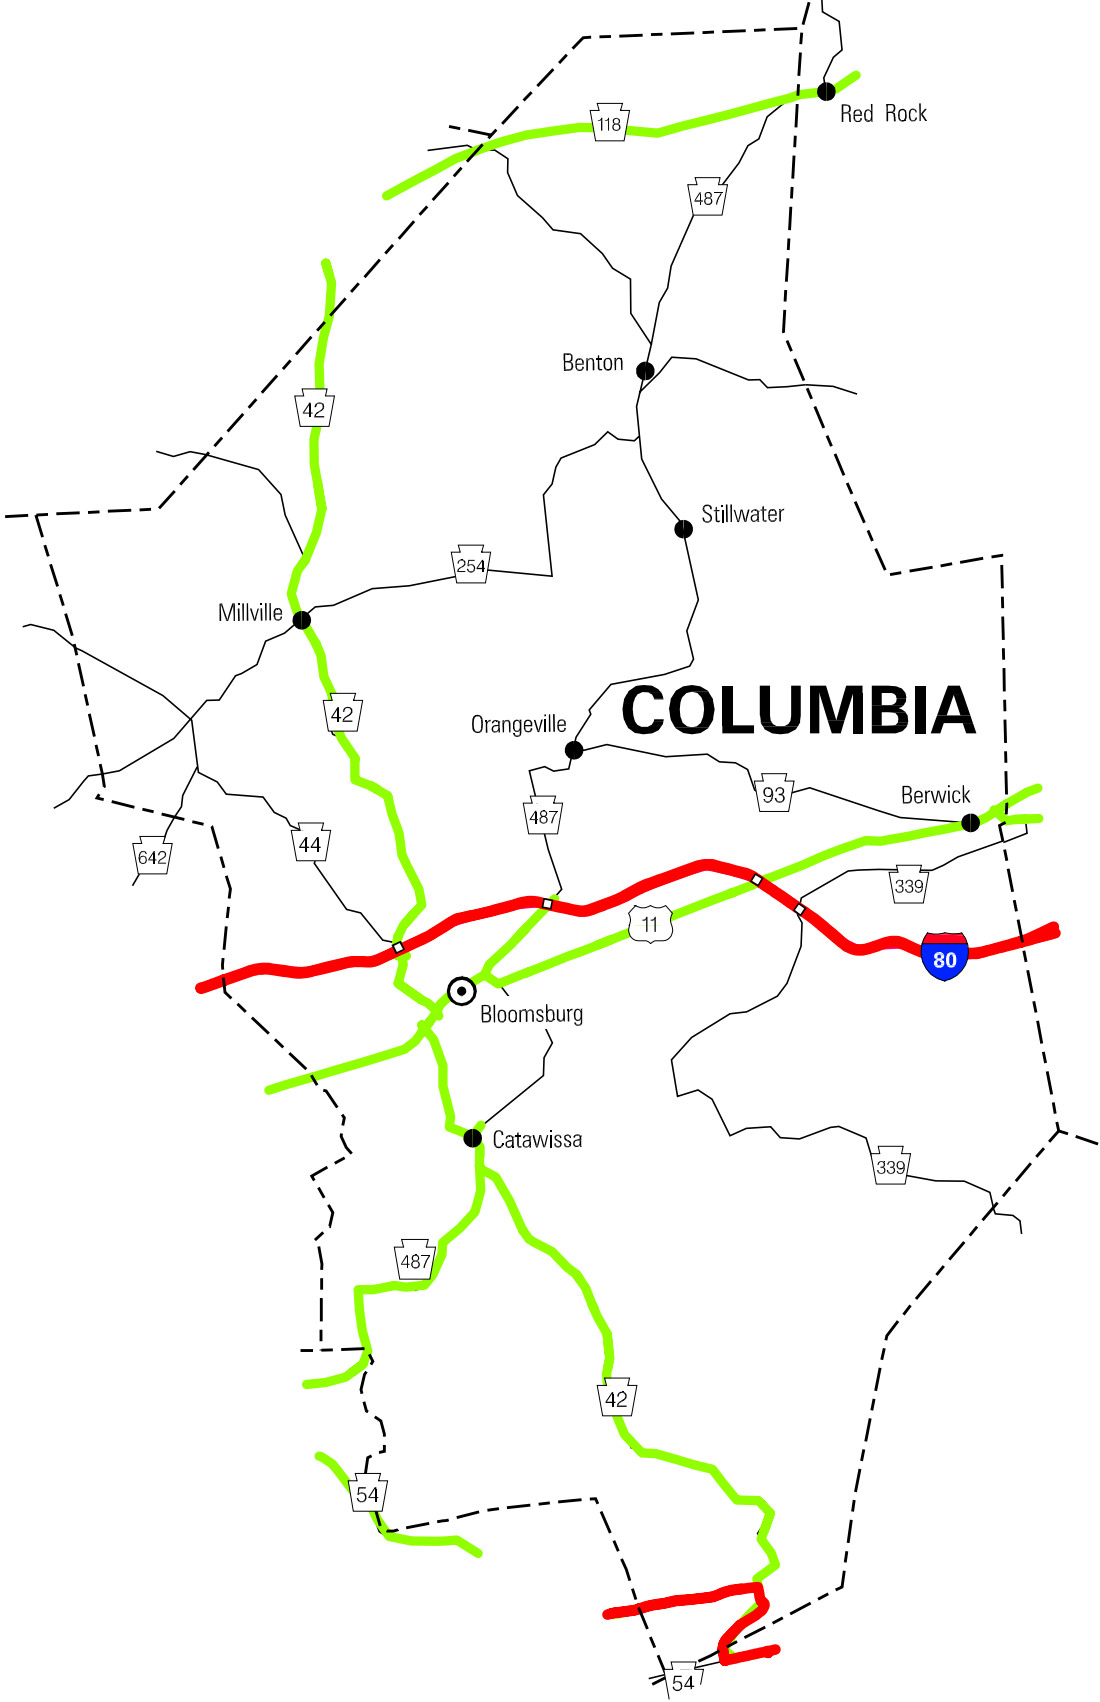 118
Red Rock
487
Benton
42
Stillwater
254
Millville
COLUMBIA
42
Orangeville
93
Berwick
487
44
642
339
11
80
Bloomsburg
Catawissa
339
487
42
54
54